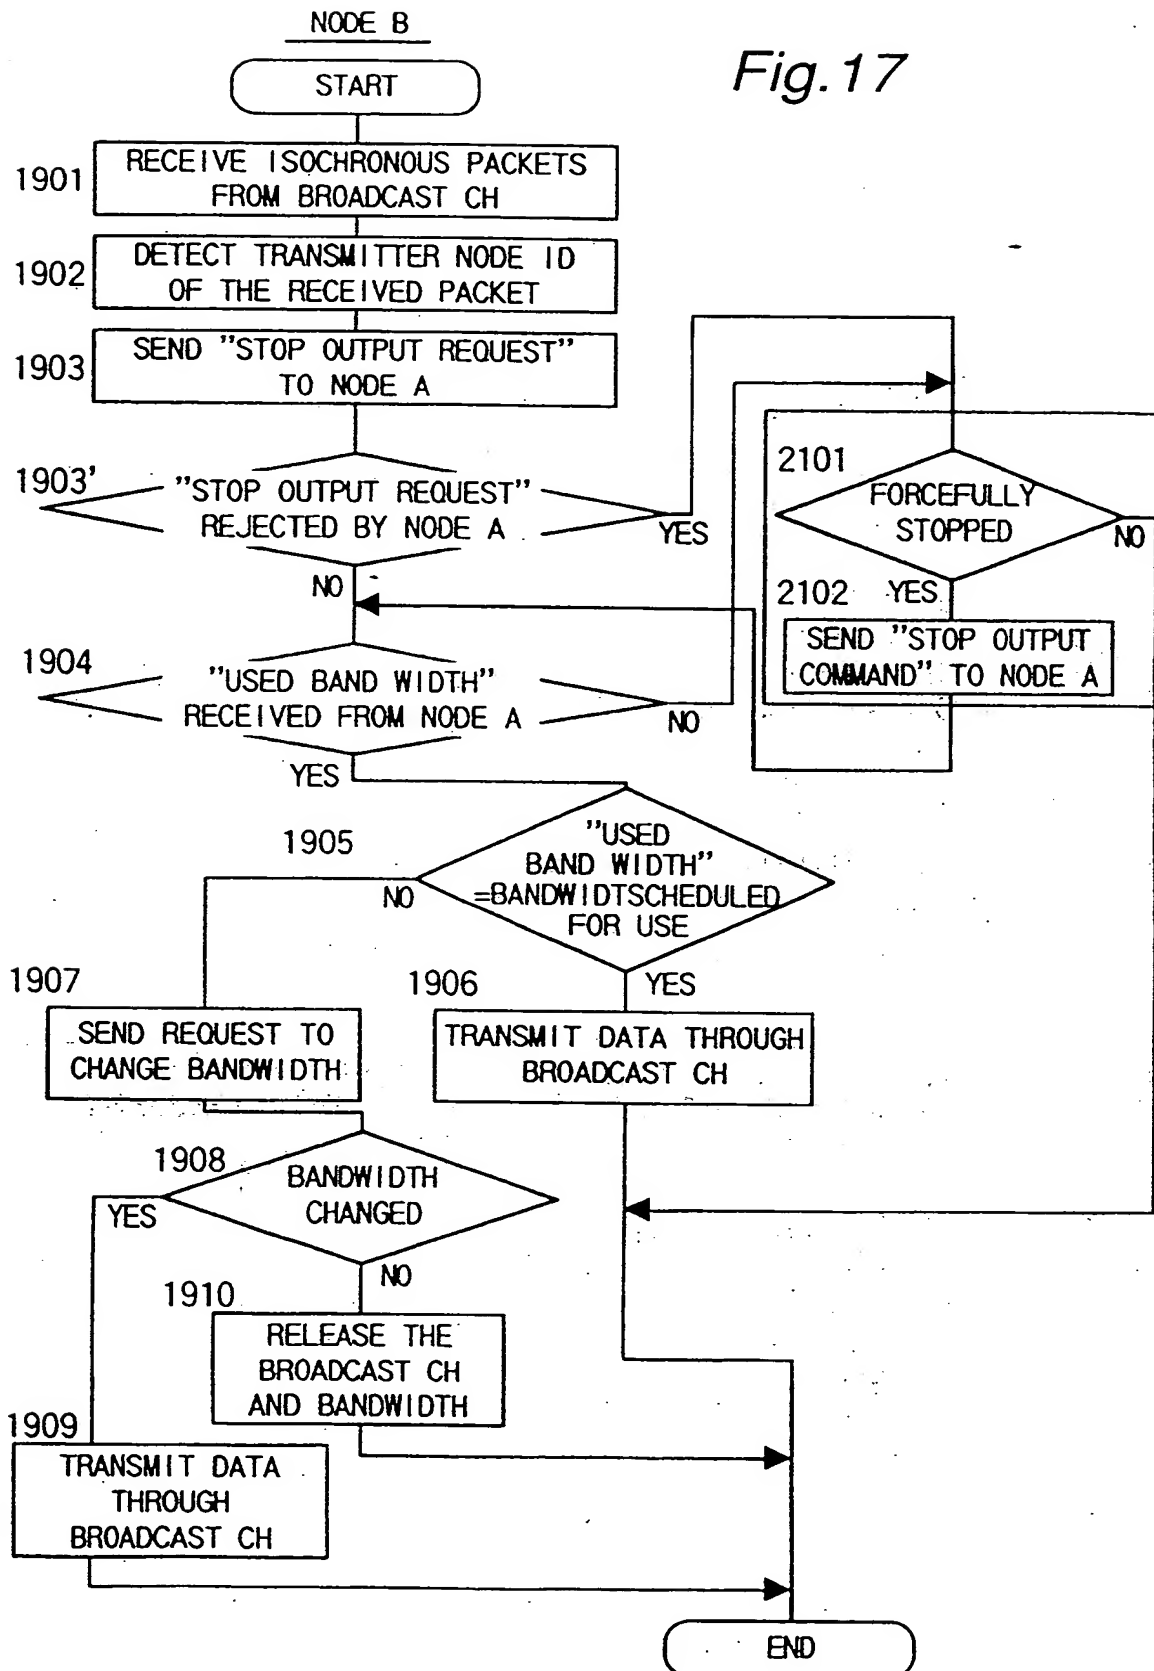 NODE B
Fig.17
START
1901
RECEIVE ISOCHRONOUS PACKETS
FROM BROADCAST CH
1902
DETECT TRANSMITTER NODE ID
OF THE RECEIVED PACKET
1903
SEND "STOP OUTPUT REQUEST"
TO NODE A
1903'
"STOP OUTPUT REQUEST"
REJECTED BY NODE A
YES
NO
2101
FORCEFULLY
STOPPED
NO
YES
2102
SEND "STOP OUTPUT
COMMAND" TO NODE A
1904
"USED BAND WIDTH"
RECEIVED FROM NODE A
NO
YES
1905
"USED
BAND WIDTH"
=BANDWIDTSCHEDULED
FOR USE
NO
YES
1907
SEND REQUEST TO
CHANGE BANDWIDTH
1906
TRANSMIT DATA THROUGH
BROADCAST CH
1908
BANDWIDTH
CHANGED
YES
NO
1910
RELEASE THE
BROADCAST CH
AND BANDWIDTH
1909
TRANSMIT DATA
THROUGH
BROADCAST CH
END